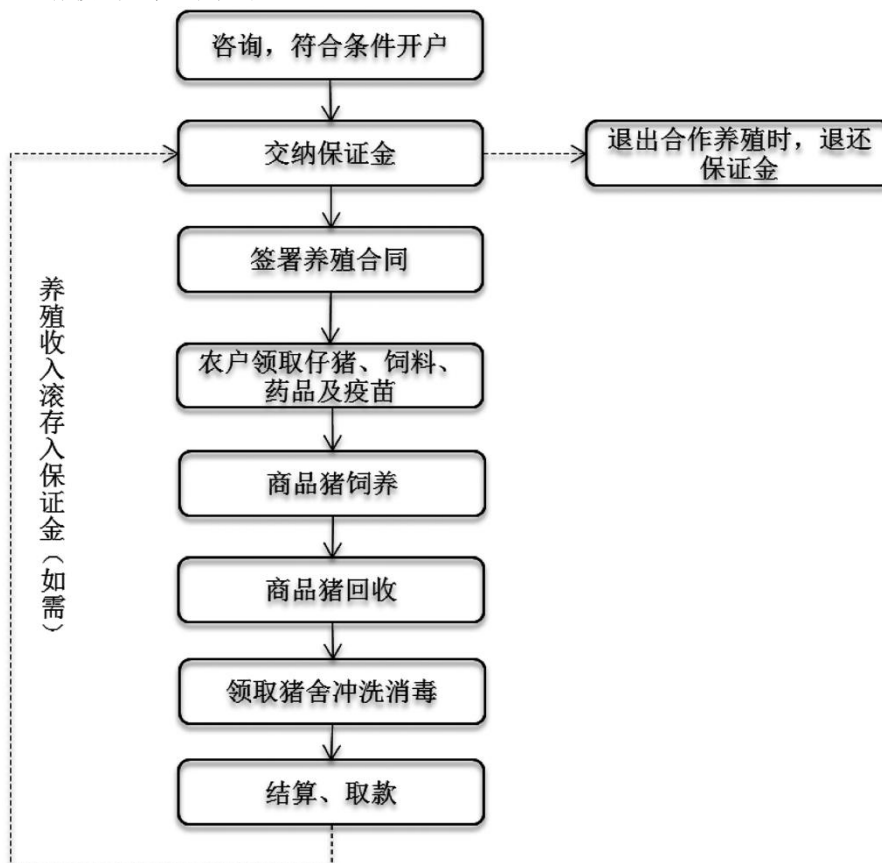 咨询，符合条件开户
交纳保证金
退出合作养殖时，退还
保证金
签署养殖合同
养殖收入滚存入保证金（如需）
农户领取仔猪、饲料、
药品及疫苗
商品猪饲养
商品猪回收
领取猪舍冲洗消毒
结算、取款